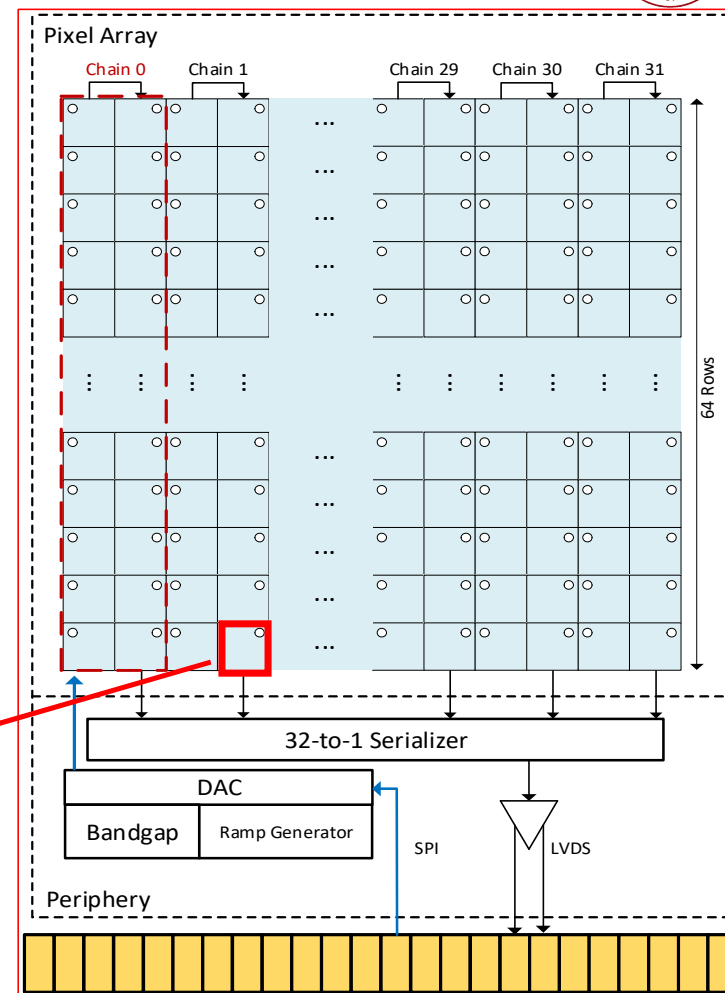 Pixel Array
Chain 0
Chain 1
Chain 29
Chain 30
Chain 31
...
...
...
...
...
64 Rows
...
...
...
...
...
32-to-1 Serializer
DAC
Bandgap
Ramp Generator
SPI
LVDS
Periphery